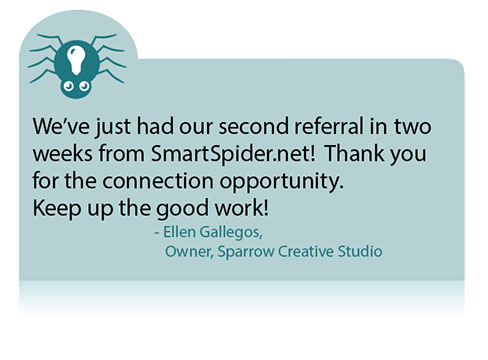 We've just had our second referral in two
weeks from SmartSpider.net!  Thank you
for the connection opportunity.
Keep up the good work!
- Ellen Gallegos,
Owner, Sparrow Creative Studio